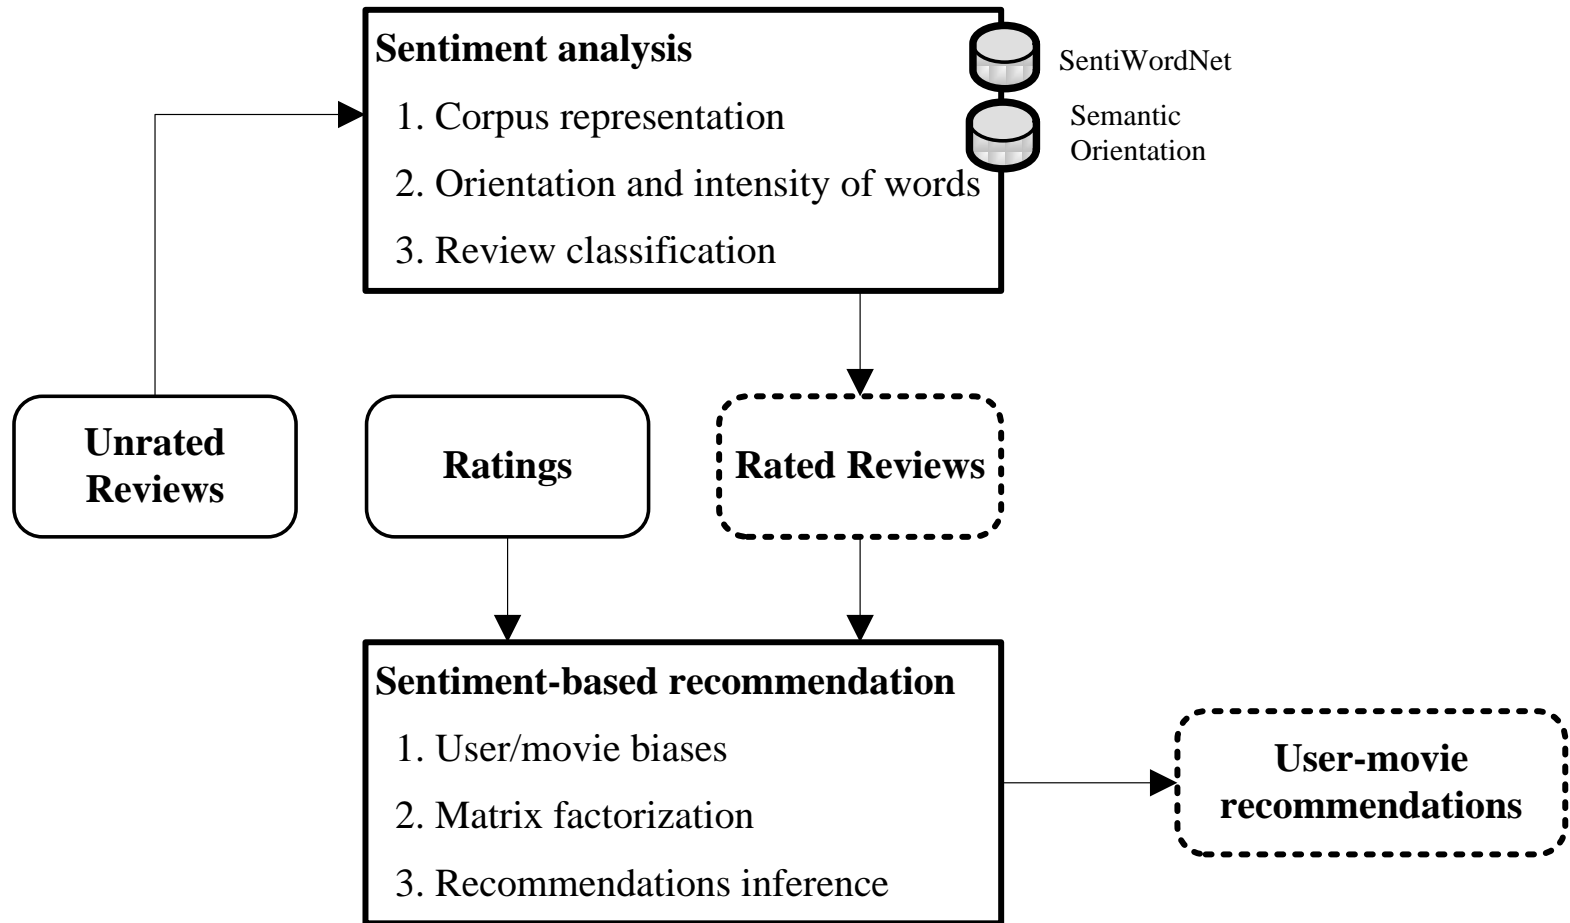 Sentiment analysis
1. Corpus representation
2. Orientation and intensity of words
3. Review classification
SentiWordNet
Semantic
Orientation
Unrated
Reviews
Ratings
Rated Reviews
Sentiment-based recommendation
1. User/movie biases
2. Matrix factorization
3. Recommendations inference
User-movie
recommendations